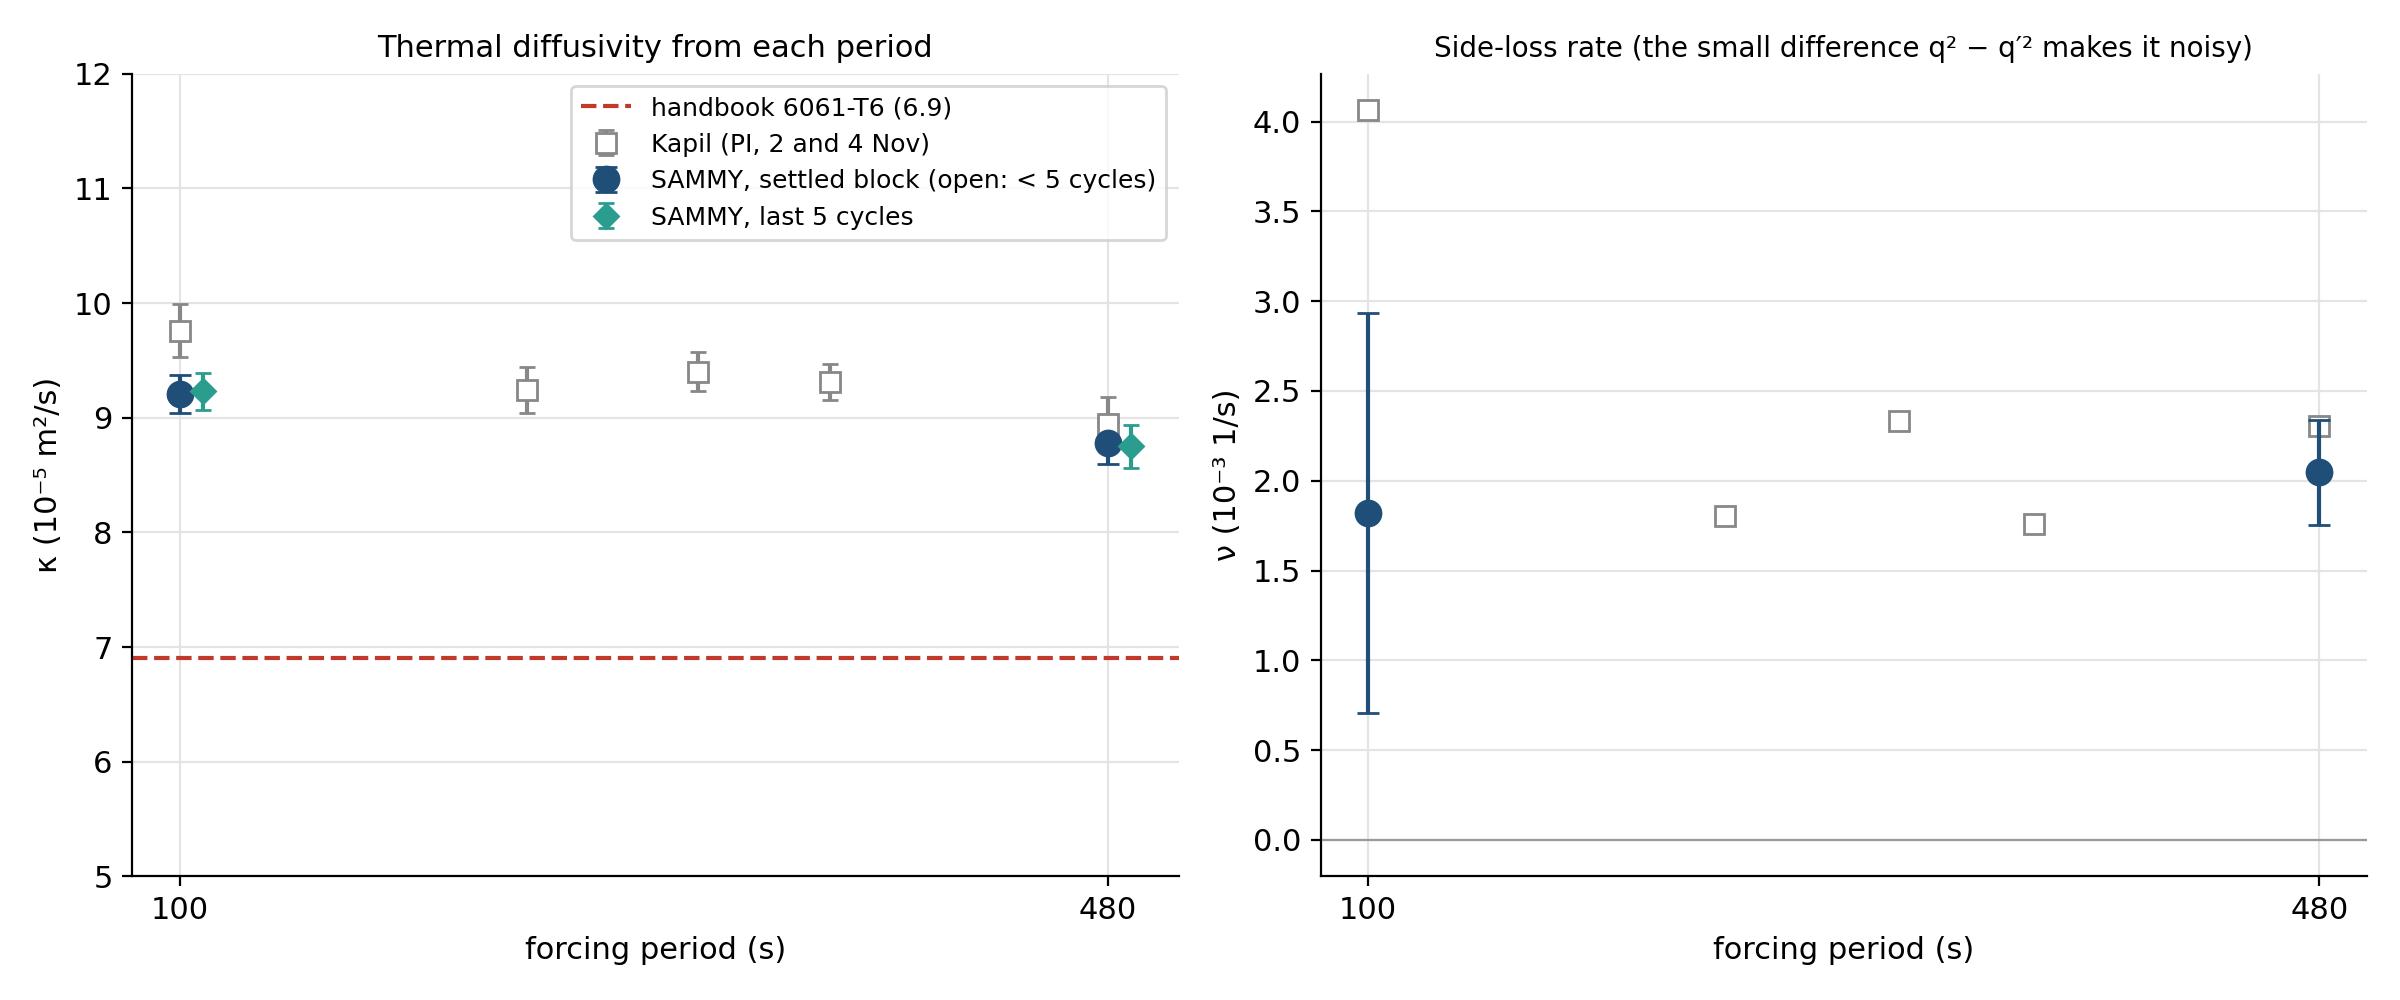 Thermal diffusivity from each period
12
11
10
9
8
7
6
5
κ (10⁻⁵ m²/s)
handbook 6061-T6 (6.9)
Kapil (PI, 2 and 4 Nov)
SAMMY, settled block (open: < 5 cycles)
SAMMY, last 5 cycles
100
480
forcing period (s)
Side-loss rate (the small difference q² − q′² makes it noisy)
4.0
3.5
3.0
2.5
2.0
1.5
1.0
0.5
0.0
ν (10⁻³ 1/s)
100
480
forcing period (s)